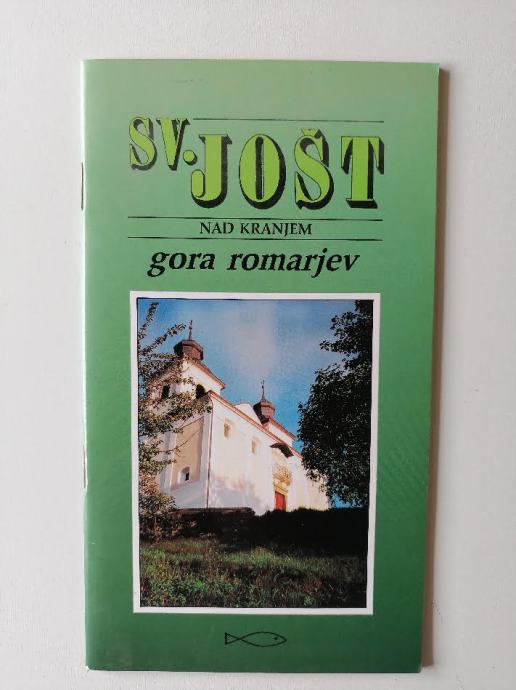 SV. JOŠT
NAD KRANJEM
gora romarjev